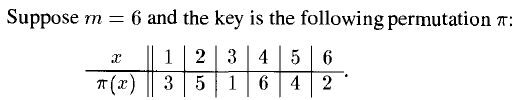 Suppose m = 6 and the key is the following permutation π:
x 1 2 3 4 5 6
π(x) 3 5 1 6 4 2 .